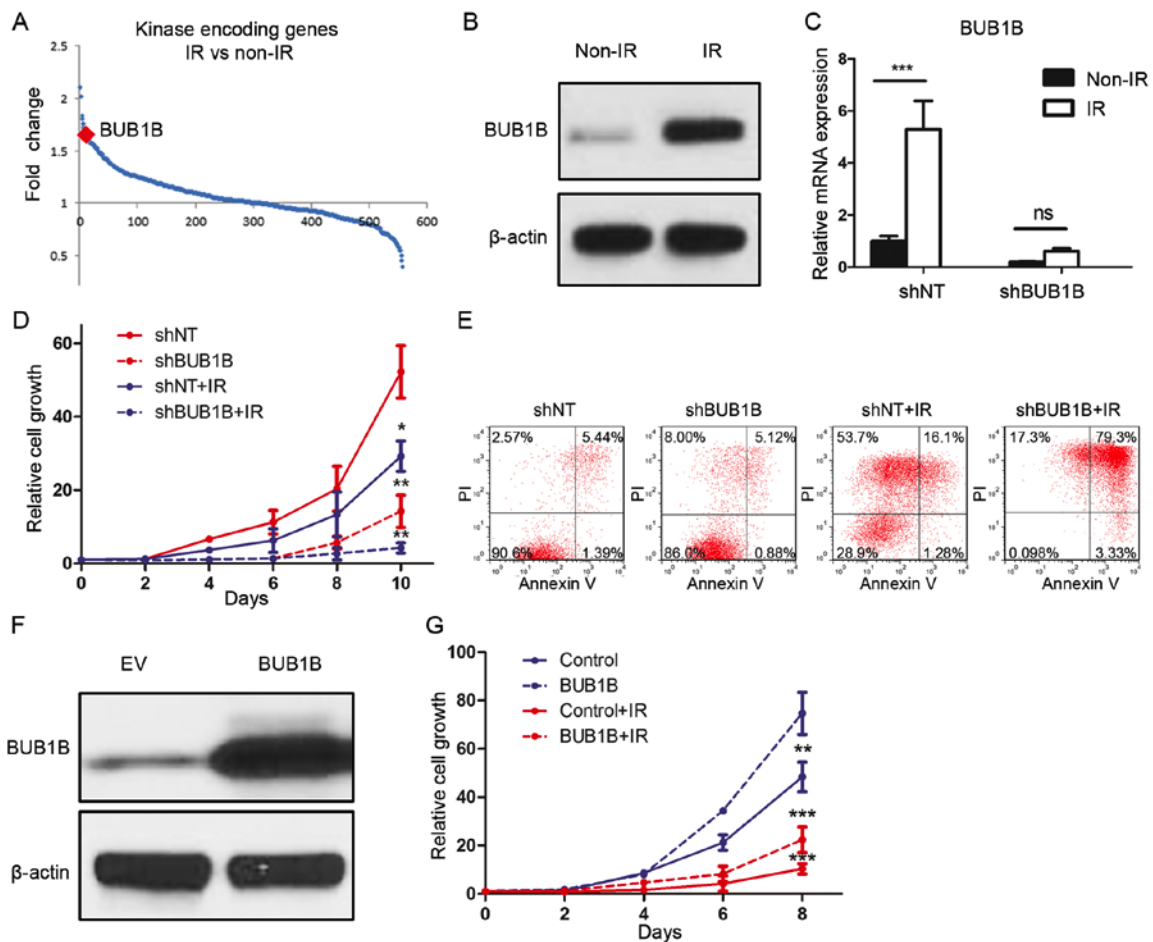 A
Kinase encoding genes
IR vs non-IR
Fold change
2.5
2
1.5
1
0.5
0
100
200
300
400
500
600
BUB1B
B
Non-IR
IR
BUB1B
β-actin
C
BUB1B
Relative mRNA expression
8
6
4
2
0
***
ns
Non-IR
IR
shNT
shBUB1B
D
Relative cell growth
60
40
20
0
shNT
shBUB1B
shNT+IR
shBUB1B+IR
*
**
**
0
2
4
6
8
10
Days
E
shNT
shBUB1B
shNT+IR
shBUB1B+IR
2.57%
5.44%
90.6%
1.39%
8.00%
5.12%
86.0%
0.88%
53.7%
16.1%
28.9%
1.28%
17.3%
79.3%
0.098%
3.33%
PI
PI
PI
PI
Annexin V
Annexin V
Annexin V
Annexin V
F
EV
BUB1B
BUB1B
β-actin
G
Relative cell growth
100
80
60
40
20
0
Control
BUB1B
Control+IR
BUB1B+IR
**
***
***
0
2
4
6
8
Days